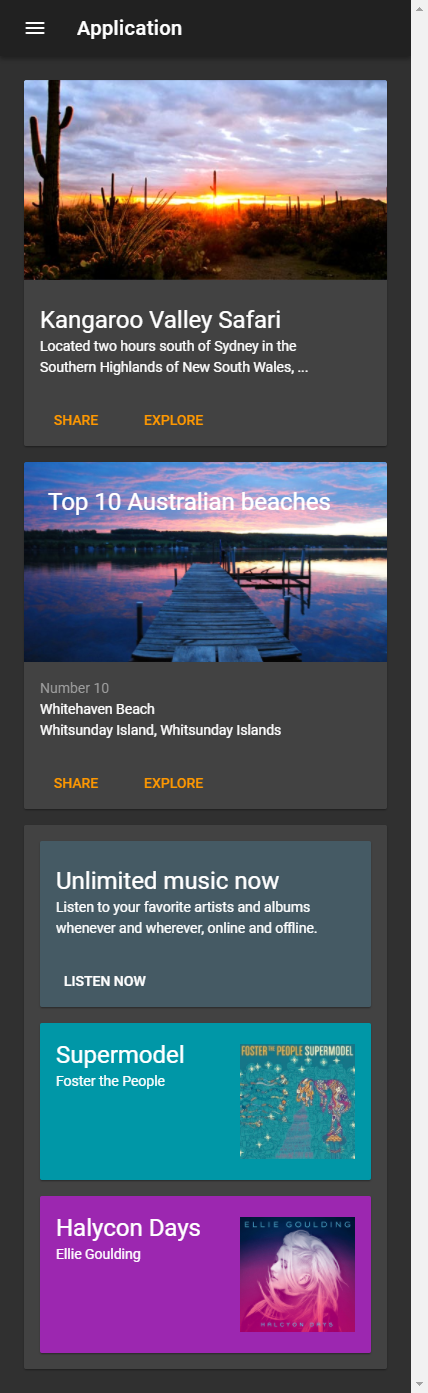 Application
Kangaroo Valley Safari
Located two hours south of Sydney in the
Southern Highlands of New South Wales, ...
SHARE EXPLORE
Top 10 Australian beaches
Number 10
Whitehaven Beach
Whitsunday Island, Whitsunday Islands
SHARE EXPLORE
Unlimited music now
Listen to your favorite artists and albums
whenever and wherever, online and offline.
LISTEN NOW
Supermodel
Foster the People
FOSTER THE PEOPLE SUPERMODEL
Halycon Days
Ellie Goulding
ELLIE GOULDING
HALCYON DAYS